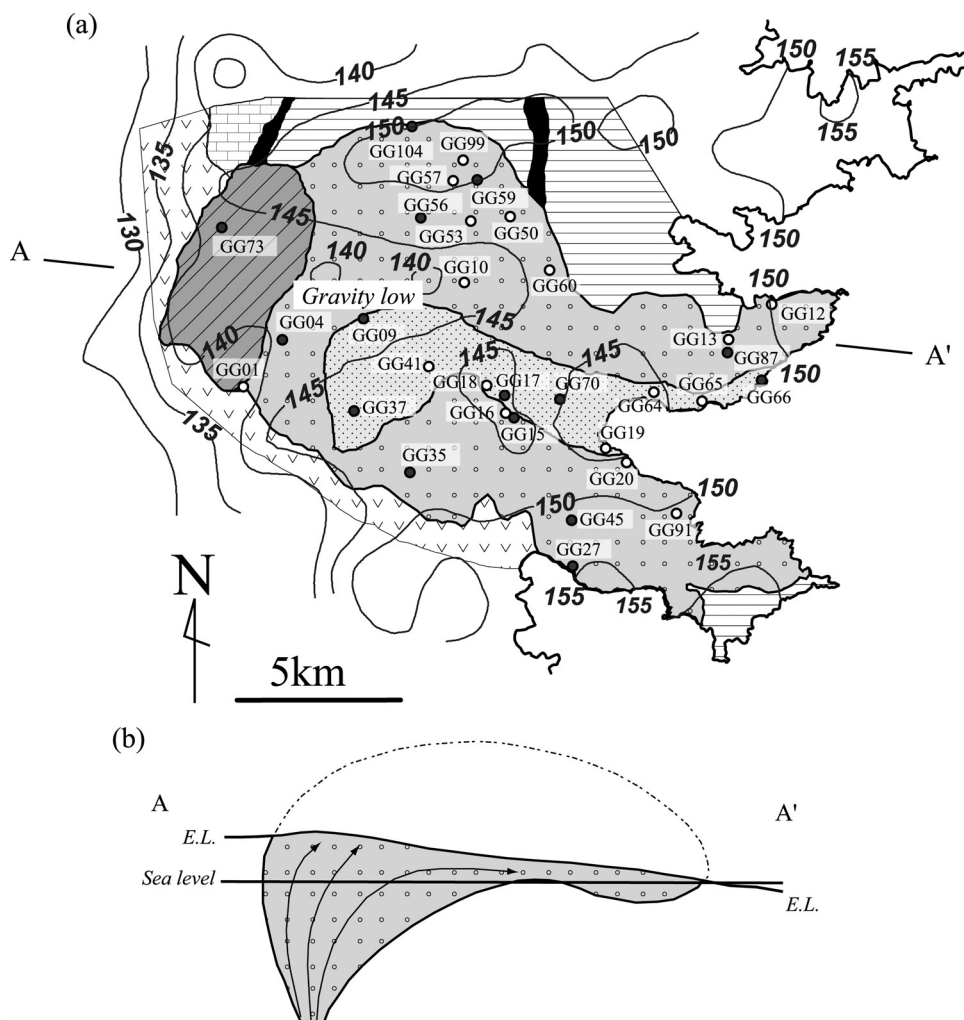 (a)
140
150
155
145
150
150
150
155
135
GG104
GG99
GG57
GG59
130
145
GG56
GG53
GG50
150
A
GG73
140
140
GG10
GG60
150
Gravity low
GG12
GG04
GG09
145
GG13
A'
140
GG41
145
145
GG87
GG01
145
GG18
GG17
GG70
GG65
150
GG66
GG37
GG16
GG64
135
GG15
GG19
GG35
GG20
150
150
GG45
GG91
GG27
155
N
155
155
5km
(b)
A
A'
E.L.
Sea level
E.L.